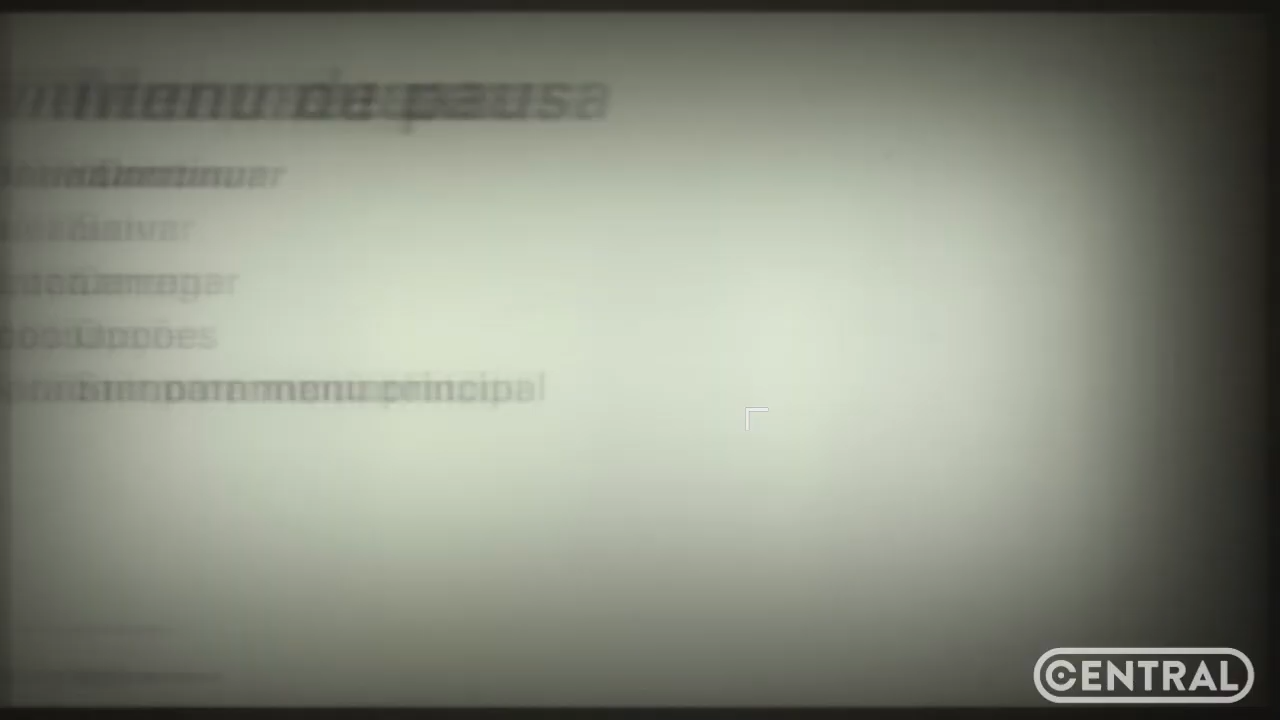 Menu de pausa
Continuar
Salvar
Carregar
Opções
Sair para menu principal
CENTRAL